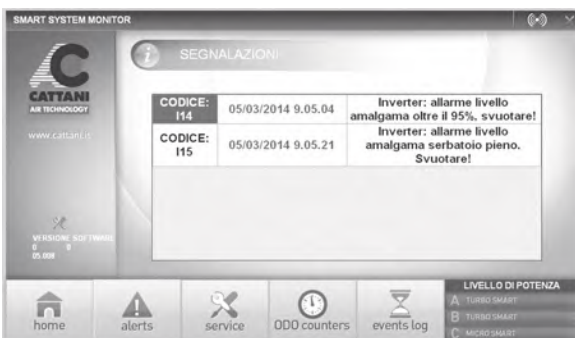 SMART SYSTEM MONITOR
SEGNALAZIONI
AC
CATTANI
AIR TECHNOLOGY
www.cattani.it
CODICE:
I14
05/03/2014 9.05.04
Inverter: allarme livello
amalgama oltre il 95%, svuotare!
CODICE:
I15
05/03/2014 9.05.21
Inverter: allarme livello
amalgama serbatoio pieno.
Svuotare!
VERSIONE SOFTWARE
0 0
05.008
home
alerts
service
ODO counters
events log
LIVELLO DI POTENZA
A TURBO SMART
B TURBO SMART
C MICRO SMART